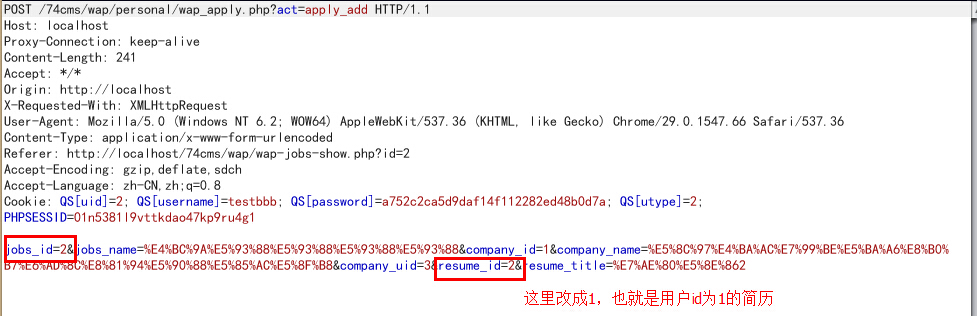 POST /74cms/wap/personal/wap_apply.php?act=apply_add HTTP/1.1
Host: localhost
Proxy-Connection: keep-alive
Content-Length: 241
Accept: */*
Origin: http://localhost
X-Requested-With: XMLHttpRequest
User-Agent: Mozilla/5.0 (Windows NT 6.2; WOW64) AppleWebKit/537.36 (KHTML, like Gecko) Chrome/29.0.1547.66 Safari/537.36
Content-Type: application/x-www-form-urlencoded
Referer: http://localhost/74cms/wap/wap-jobs-show.php?id=2
Accept-Encoding: gzip,deflate,sdch
Accept-Language: zh-CN,zh;q=0.8
Cookie: QS[uid]=2; QS[username]=testbbb; QS[password]=a752c2ca5d9daf14f112282ed48b0d7a; QS[utype]=2;
PHPSESSID=01n5381l9vttkdao47kp9ru4g1
jobs_id=2&jobs_name=%E4%BC%9A%E5%93%88%E5%93%88%E5%93%88%E5%93%88&company_id=1&company_name=%E5%8C%97%E4%BA%AC%E7%99%BE%E5%BA%A6%E8%B0%
B7%E6%AD%8C%E8%81%94%E5%90%88%E5%85%AC%E5%8F%B8&company_uid=3&resume_id=2&resume_title=%E7%AE%80%E5%8E%862
这里改成1，也就是用户id为1的简历